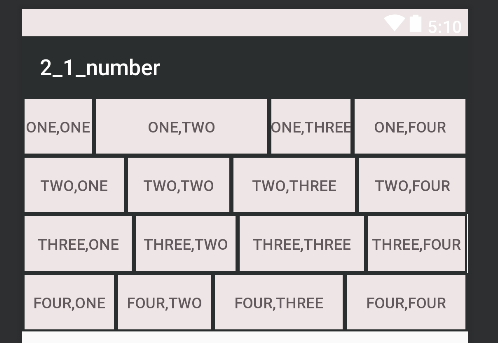 5:10
2_1_number
ONE,ONE ONE,TWO ONE,THREE ONE,FOUR
TWO,ONE TWO,TWO TWO,THREE TWO,FOUR
THREE,ONE THREE,TWO THREE,THREE THREE,FOUR
FOUR,ONE FOUR,TWO FOUR,THREE FOUR,FOUR